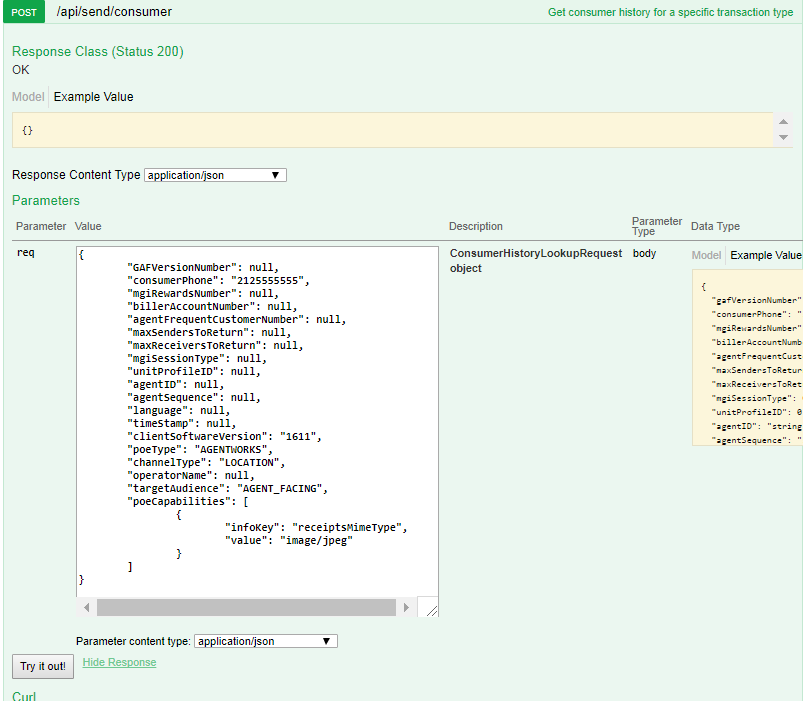 POST /api/send/consumer Get consumer history for a specific transaction type
Response Class (Status 200)
OK
Model Example Value
{}
Response Content Type application/json
Parameters
Parameter Value Description Parameter Type Data Type
req
{
"GAFVersionNumber": null,
"consumerPhone": "2125555555",
"mgiRewardsNumber": null,
"billerAccountNumber": null,
"agentFrequentCustomerNumber": null,
"maxSendersToReturn": null,
"maxReceiversToReturn": null,
"mgiSessionType": null,
"unitProfileID": null,
"agentID": null,
"agentSequence": null,
"language": null,
"timeStamp": null,
"clientSoftwareVersion": "1611",
"poeType": "AGENTWORKS",
"channelType": "LOCATION",
"operatorName": null,
"targetAudience": "AGENT_FACING",
"poeCapabilities": [
{
"infoKey": "receiptsMimeType",
"value": "image/jpeg"
}
]
}
ConsumerHistoryLookupRequest
object
body
Model Example Value
{
"gafVersionNumber"
"consumerPhone": "
"mgiRewardsNumber"
"billerAccountNumb
"agentFrequentCust
"maxSendersToRetur
"maxReceiversToRet
"mgiSessionType":
"unitProfileID": 0
"agentID": "string
"agentSequence": "
Parameter content type: application/json
Try it out! Hide Response
Curl